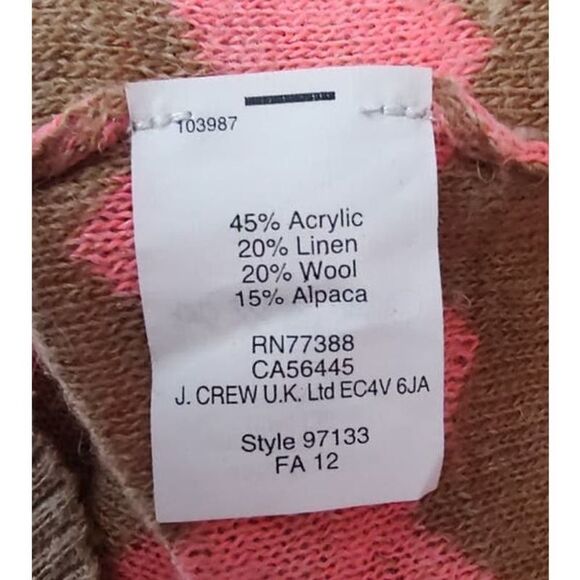 103987
45% Acrylic
20% Linen
20% Wool
15% Alpaca
RN77388
CA56445
J. CREW U.K. Ltd EC4V 6JA
Style 97133
FA 12